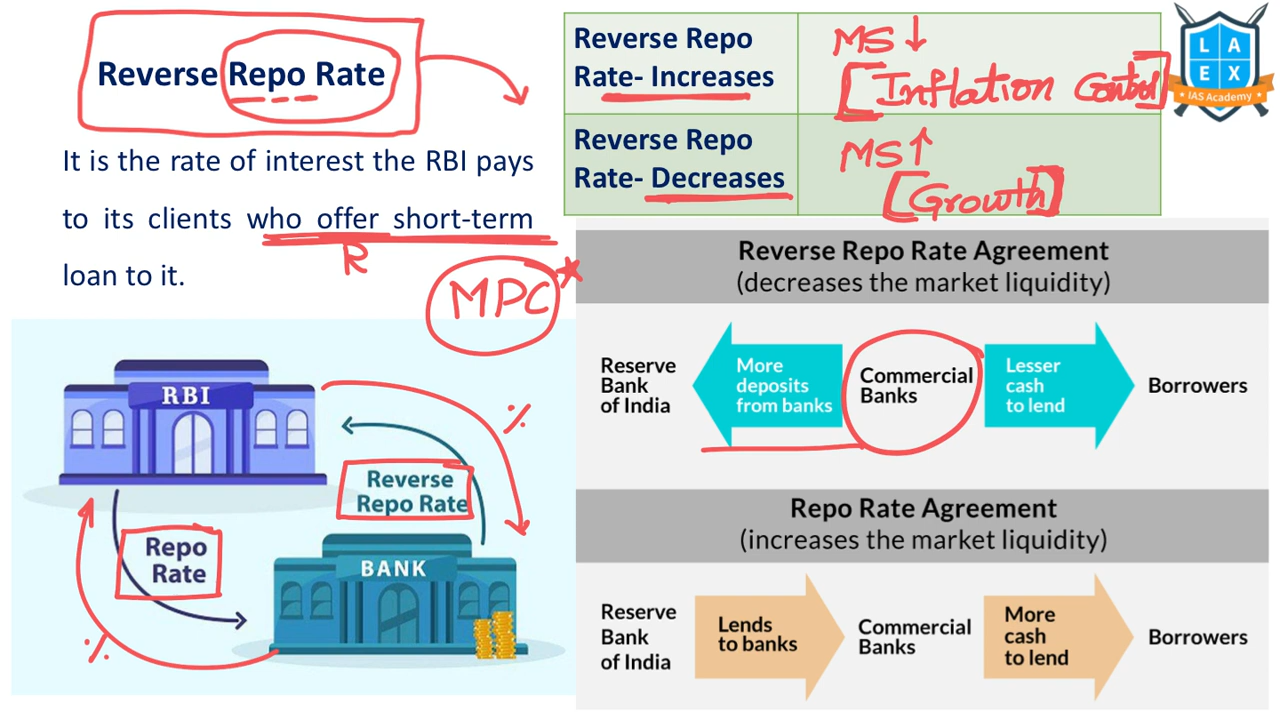 Reverse Repo Rate
It is the rate of interest the RBI pays
to its clients who offer short-term
loan to it.
R
MPC*
Reverse Repo
Rate- Increases
MS↓
[Inflation Control]
Reverse Repo
Rate- Decreases
MS↑
[Growth]
L A
E X
IAS Academy
RBI
%
Reverse
Repo Rate
Repo
Rate
BANK
%
Reverse Repo Rate Agreement
(decreases the market liquidity)
Reserve
Bank
of India
More
deposits
from banks
Commercial
Banks
Lesser
cash
to lend
Borrowers
Repo Rate Agreement
(increases the market liquidity)
Reserve
Bank
of India
Lends
to banks
Commercial
Banks
More
cash
to lend
Borrowers